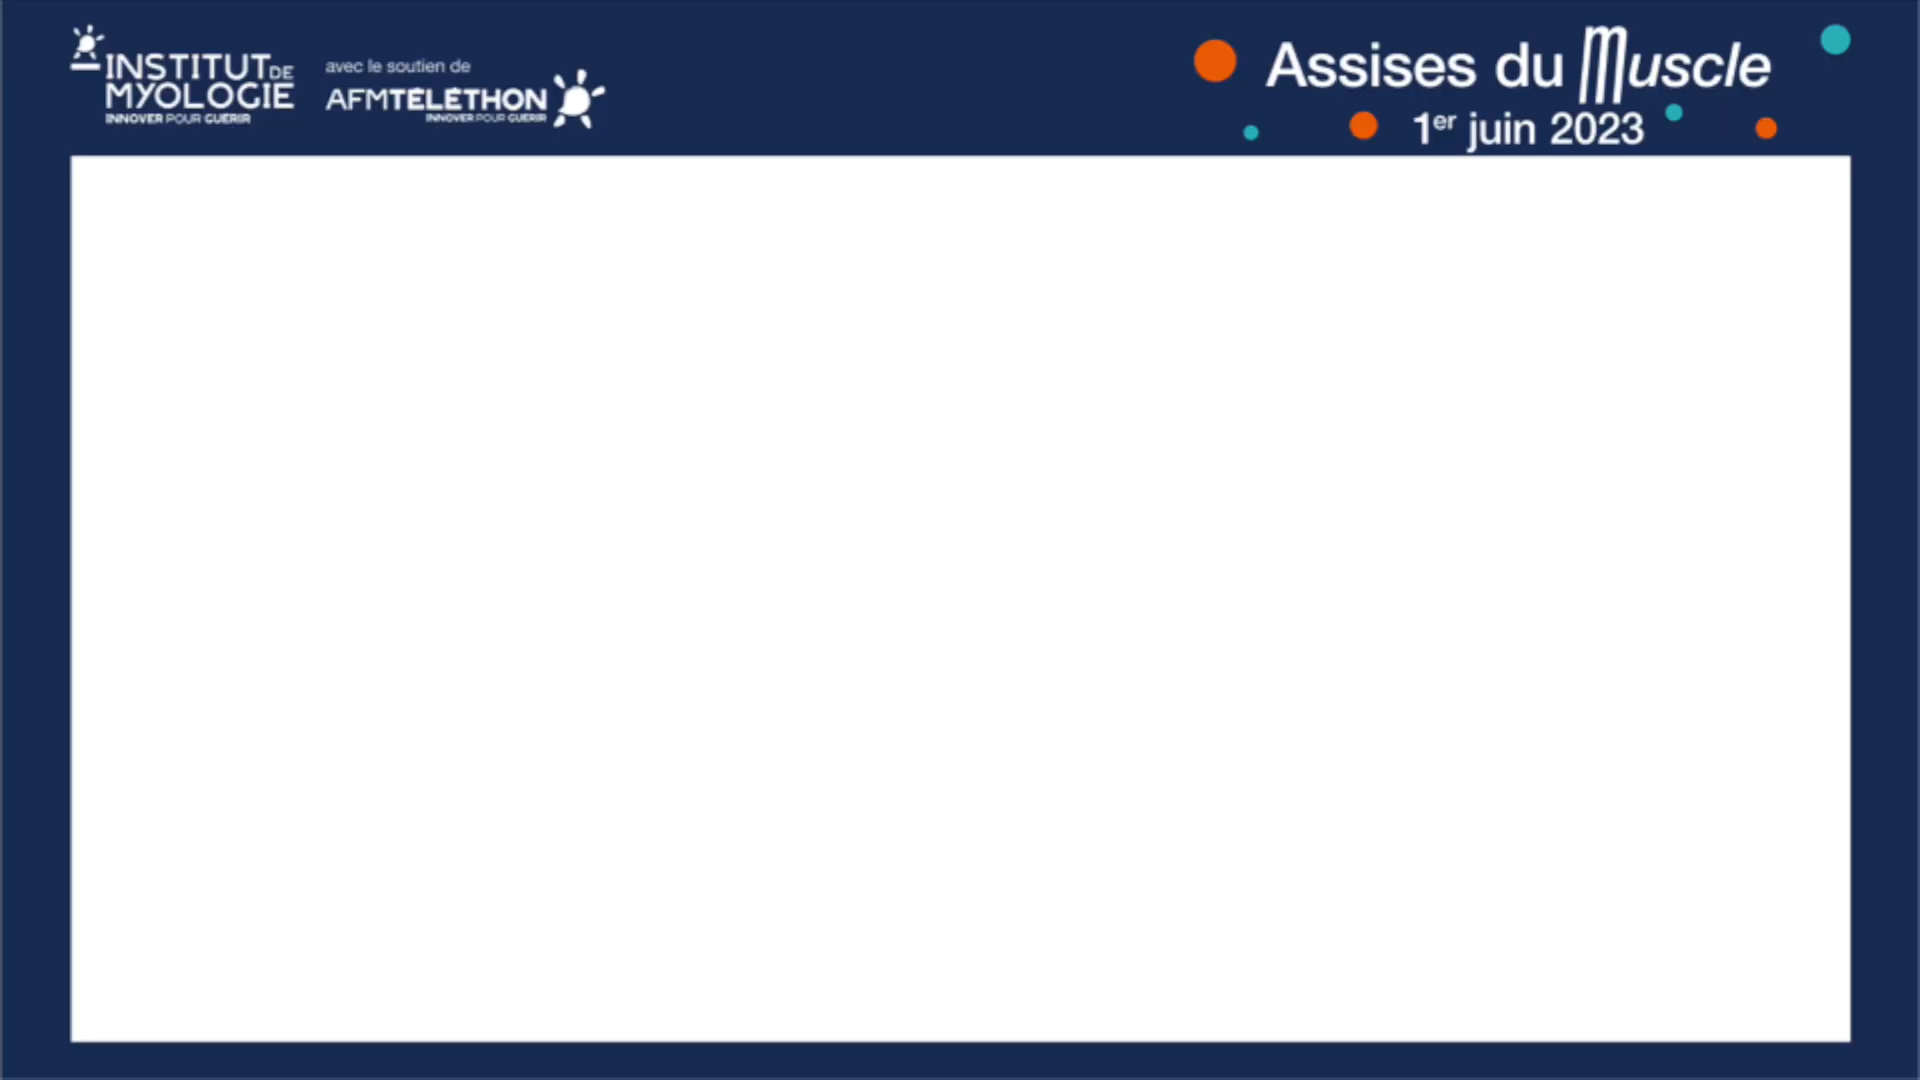 INSTITUT DE
MYOLOGIE
INNOVER POUR GUÉRIR
avec le soutien de
AFMTÉLÉTHON
INNOVER POUR GUÉRIR
Assises du Muscle
1er juin 2023